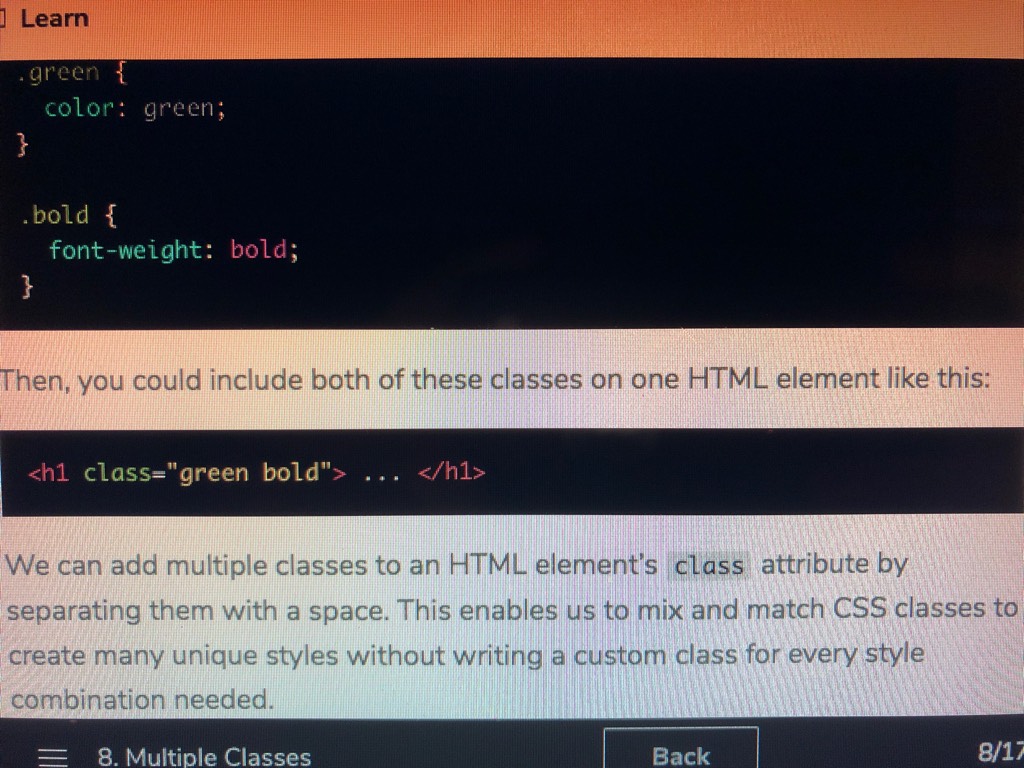 Learn
.green {
color: green;
}
.bold {
font-weight: bold;
}
Then, you could include both of these classes on one HTML element like this:
<h1 class="green bold"> ... </h1>
We can add multiple classes to an HTML element's class attribute by
separating them with a space. This enables us to mix and match CSS classes to
create many unique styles without writing a custom class for every style
combination needed.
8. Multiple Classes Back 8/17